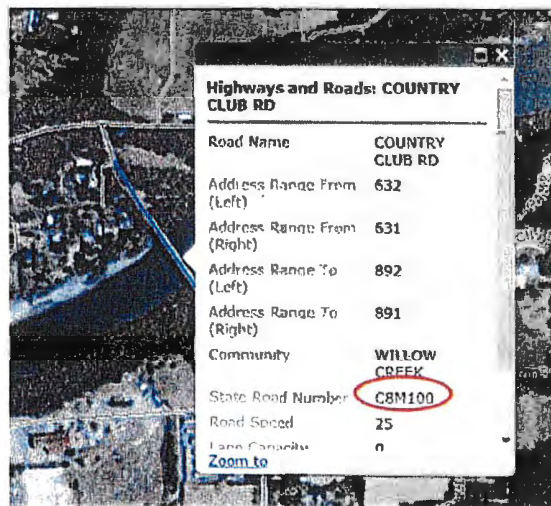 Highways and Roads: COUNTRY
CLUB RD
Road Name COUNTRY
CLUB RD
Address Range From 632
(Left)
Address Range From 631
(Right)
Address Range To 892
(Left)
Address Range To 891
(Right)
Community WILLOW
CREEK
State Road Number C8M100
Road Speed 25
Lane Capacity 0
Zoom to